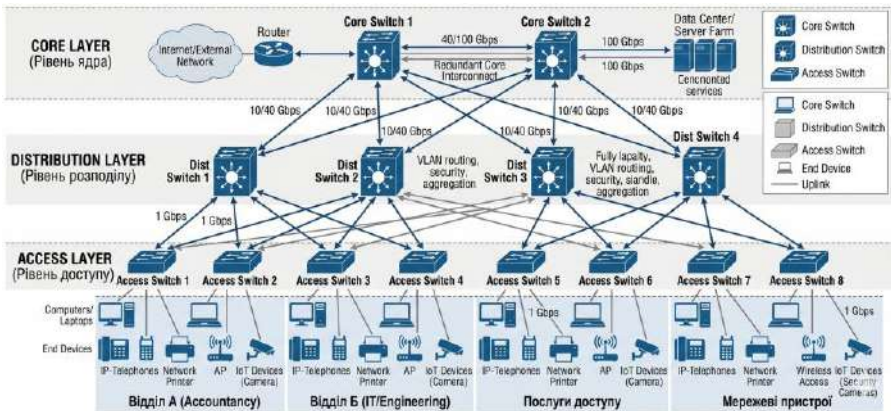 CORE LAYER
(Рівень ядра)
Internet/External
Network
Router
Core Switch 1
40/100 Gbps
Redundant Core
Interconnect
Core Switch 2
100 Gbps
100 Gbps
Data Center/
Server Farm
Cencnonted
services
Core Switch
Distribution Switch
Access Switch
Core Switch
Distribution Switch
Access Switch
End Device
Uplink
10/40 Gbps
10/40 Gbps
10/40 Gbps
10/40 Gbps
10/40 Gbps
10/40 Gbps
DISTRIBUTION LAYER
(Рівень розподілу)
Dist
Switch 1
Dist
Switch 2
VLAN routing,
security,
aggregation
Dist
Switch 3
Fully lapaity,
VLAN routiing,
security, siandle,
aggregation
Dist Switch 4
1 Gbps
1 Gbps
ACCESS LAYER
(Рівень доступу)
Access Switch 1
Access Switch 2
Access Switch 3
Access Switch 4
Access Switch 5
Access Switch 6
Access Switch 7
Access Switch 8
Computers/
Laptops
1 Gbps
1 Gbps
End Devices
IP-Telephones
Network
Printer
AP
IoT Devices
(Camera)
IP-Telephones
Network
Printer
AP
IoT Devices
(Camera)
IP-Telephones
Network
Printer
AP
IoT Devices
(Camera)
IP-Telephones
Network
Printer
Wireless
Access
IoT Devices
(Security
Cameras)
Відділ А (Accountancy)
Відділ Б (IT/Engineering)
Послуги доступу
Мережеві пристрої